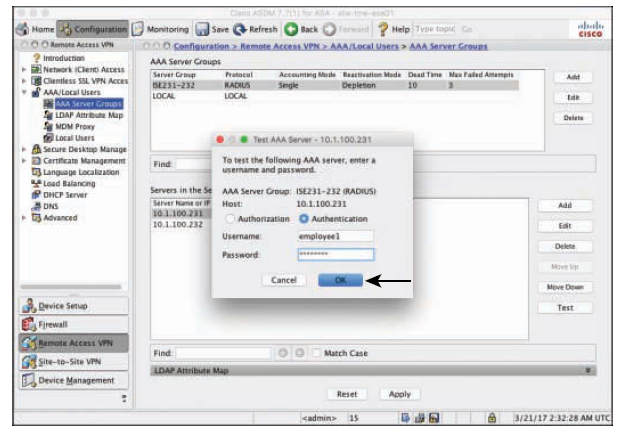 Cisco ASDM 7.7(1) for ASA - atw-tme-asa01
Home Configuration Monitoring Save Refresh Back Forward Help Type topic Go
CISCO
Remote Access VPN
Configuration > Remote Access VPN > AAA/Local Users > AAA Server Groups
Introduction
Network (Client) Access
Clientless SSL VPN Acces
AAA/Local Users
AAA Server Groups
LDAP Attribute Map
MDM Proxy
Local Users
Secure Desktop Manage
Certificate Management
Language Localization
Load Balancing
DHCP Server
DNS
Advanced
AAA Server Groups
Server Group Protocol Accounting Mode Reactivation Mode Dead Time Max Failed Attempts
ISE231-232 RADIUS Single Depletion 10 3
LOCAL LOCAL
Add
Edit
Delete
Find:
Servers in the Se
Server Name or IP
10.1.100.231
10.1.100.232
Add
Edit
Delete
Move Up
Move Down
Test
Test AAA Server - 10.1.100.231
To test the following AAA server, enter a
username and password.
AAA Server Group: ISE231-232 (RADIUS)
Host: 10.1.100.231
Authorization Authentication
Username: employee1
Password: ********
Cancel OK
Find: Match Case
LDAP Attribute Map
Reset Apply
Device Setup
Firewall
Remote Access VPN
Site-to-Site VPN
Device Management
<admin> 15 3/21/17 2:32:28 AM UTC